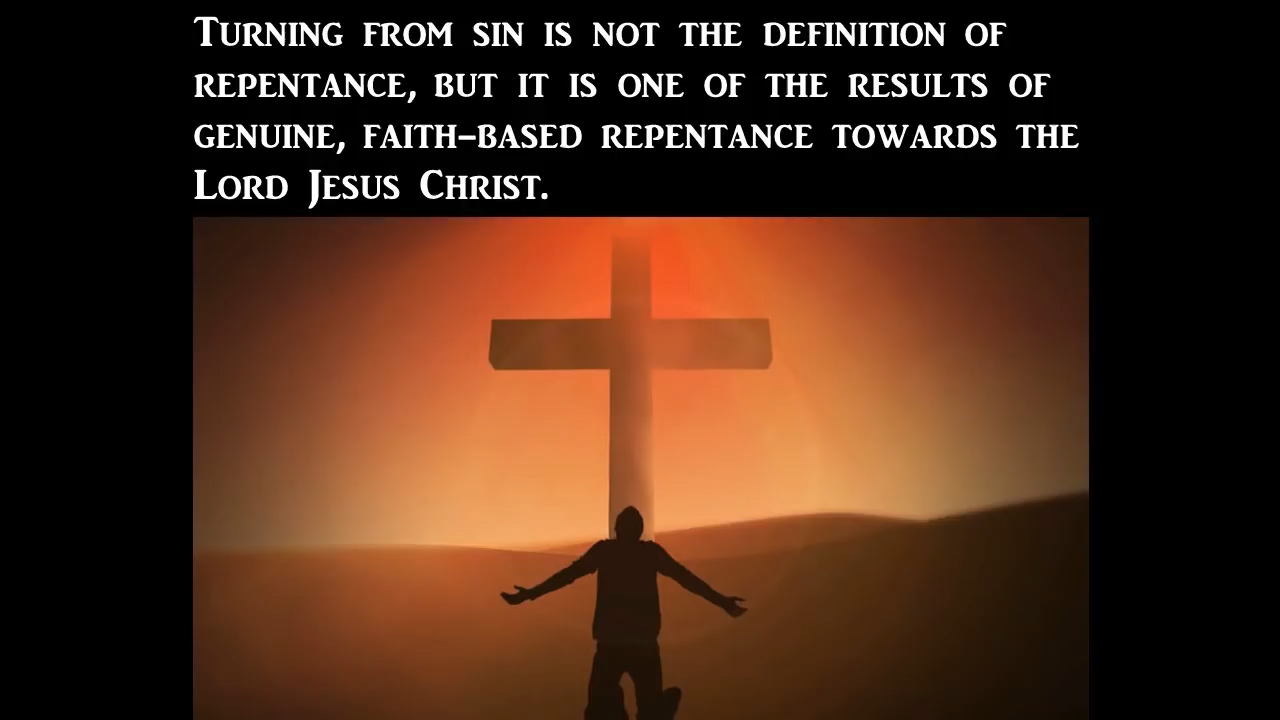 Turning from sin is not the definition of
repentance, but it is one of the results of
genuine, faith-based repentance towards the
Lord Jesus Christ.